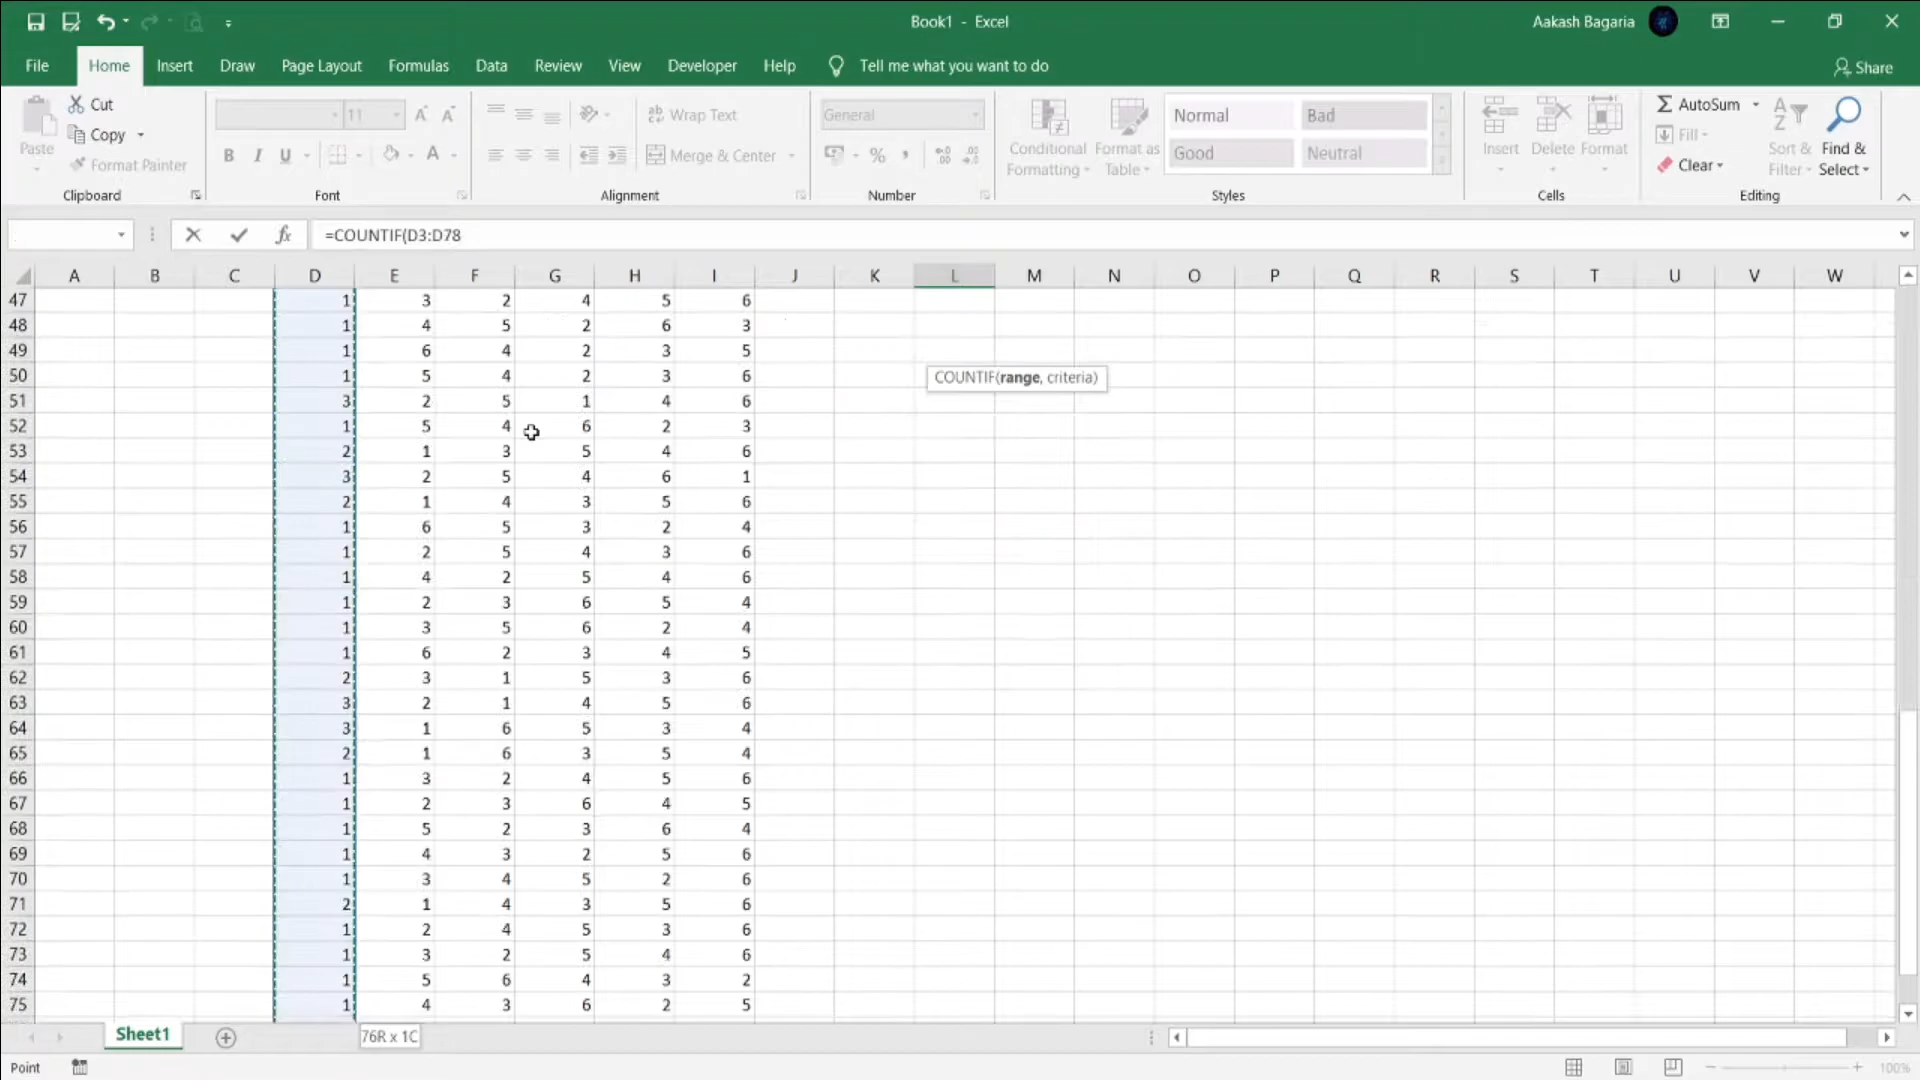 Book1 - Excel
Aakash Bagaria
File Home Insert Draw Page Layout Formulas Data Review View Developer Help Tell me what you want to do Share
Paste
Cut
Copy
Format Painter
Clipboard
11
B I U
Font
Wrap Text
Merge & Center
Alignment
General
Number
Conditional Formatting
Format as Table
Normal Bad
Good Neutral
Styles
Insert Delete Format
Cells
AutoSum
Fill
Clear
Sort & Filter
Find & Select
Editing
=COUNTIF(D3:D78
A B C D E F G H I J K L M N O P Q R S T U V W
47 1 3 2 4 5 6
48 1 4 5 2 6 3
49 1 6 4 2 3 5
50 1 5 4 2 3 6
COUNTIF(range, criteria)
51 3 2 5 1 4 6
52 1 5 4 6 2 3
53 2 1 3 5 4 6
54 3 2 5 4 6 1
55 2 1 4 3 5 6
56 1 6 5 3 2 4
57 1 2 5 4 3 6
58 1 4 2 5 4 6
59 1 2 3 6 5 4
60 1 3 5 6 2 4
61 1 6 2 3 4 5
62 2 3 1 5 3 6
63 3 2 1 4 5 6
64 3 1 6 5 3 4
65 2 1 6 3 5 4
66 1 3 2 4 5 6
67 1 2 3 6 4 5
68 1 5 2 3 6 4
69 1 4 3 2 5 6
70 1 3 4 5 2 6
71 2 1 4 3 5 6
72 1 2 4 5 3 6
73 1 3 2 5 4 6
74 1 5 6 4 3 2
75 1 4 3 6 2 5
Sheet1
76R x 1C
Point
100%